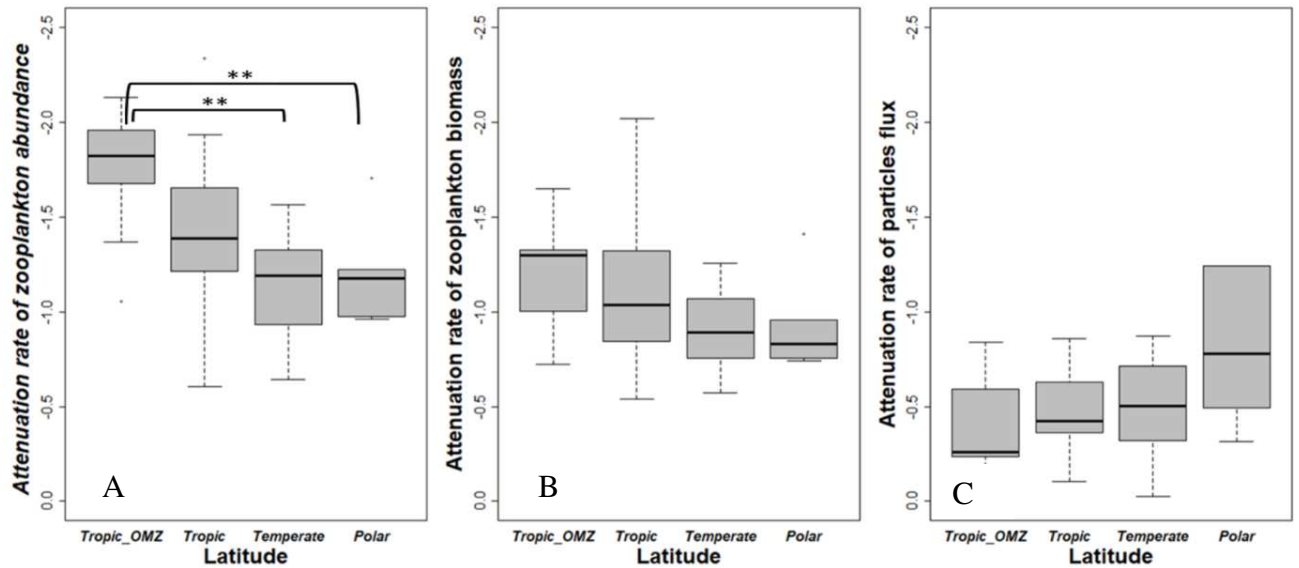 Attenuation rate of zooplankton abundance
-2.5
-2.0
-1.5
-1.0
-0.5
0.0
**
**
A
Tropic_OMZ Tropic Temperate Polar
Latitude
Attenuation rate of zooplankton biomass
-2.5
-2.0
-1.5
-1.0
-0.5
0.0
B
Tropic_OMZ Tropic Temperate Polar
Latitude
Attenuation rate of particles flux
-2.5
-2.0
-1.5
-1.0
-0.5
0.0
C
Tropic_OMZ Tropic Temperate Polar
Latitude